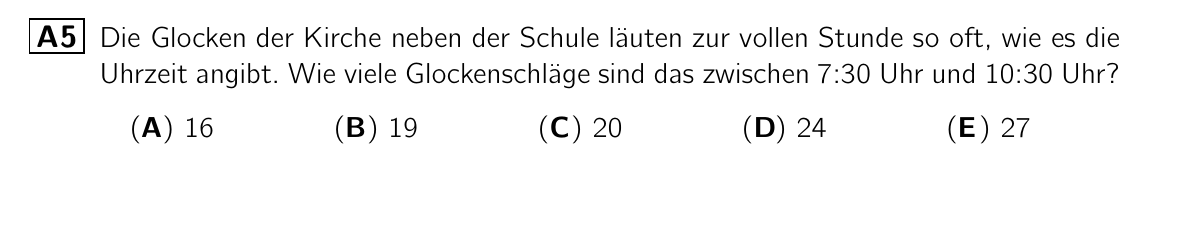 A5 Die Glocken der Kirche neben der Schule läuten zur vollen Stunde so oft, wie es die
Uhrzeit angibt. Wie viele Glockenschläge sind das zwischen 7:30 Uhr und 10:30 Uhr?
(A) 16 (B) 19 (C) 20 (D) 24 (E) 27